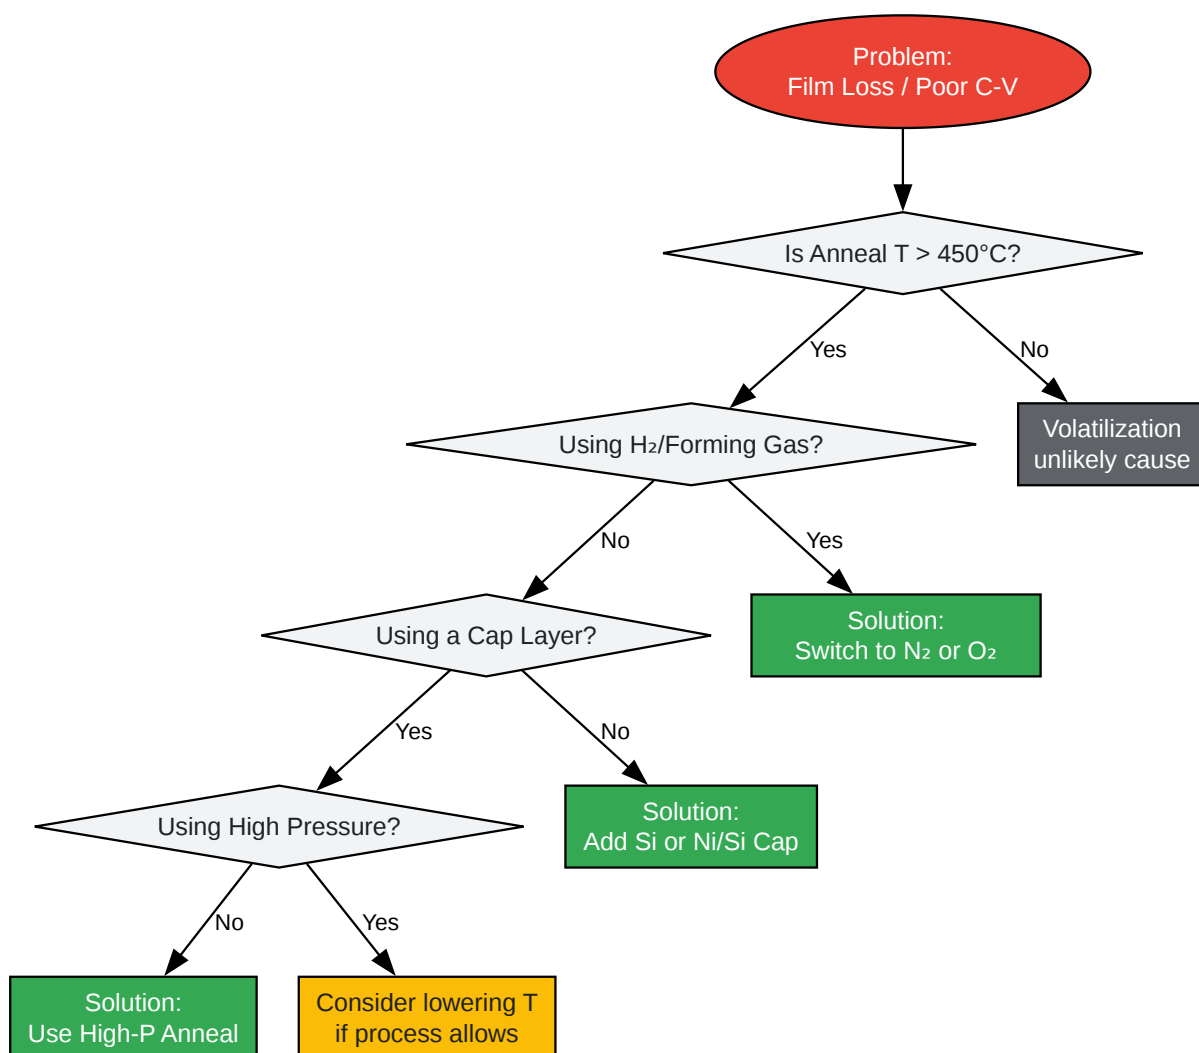 Problem:
Film Loss / Poor C-V
Is Anneal T > 450°C?
Yes
No
Using H₂/Forming Gas?
Volatilization
unlikely cause
No
Yes
Using a Cap Layer?
Solution:
Switch to N₂ or O₂
Yes
No
Using High Pressure?
Solution:
Add Si or Ni/Si Cap
No
Yes
Solution:
Use High-P Anneal
Consider lowering T
if process allows